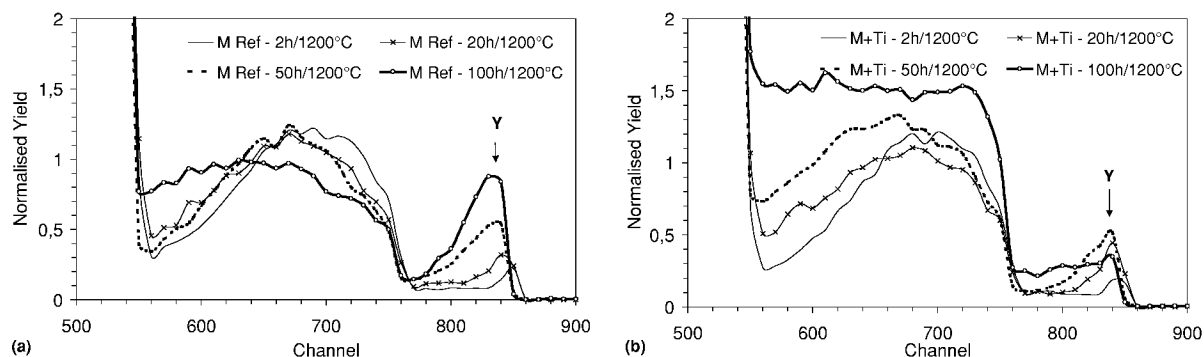 2
M Ref - 2h/1200°C
M Ref - 20h/1200°C
M Ref - 50h/1200°C
M Ref - 100h/1200°C
1,5
Y
1
0,5
0
Normalised Yield
500 600 700 800 900
Channel
(a)
2
M+Ti - 2h/1200°C
M+Ti - 20h/1200°C
M+Ti - 50h/1200°C
M+Ti - 100h/1200°C
1,5
Y
1
0,5
0
Normalised Yield
500 600 700 800 900
Channel
(b)